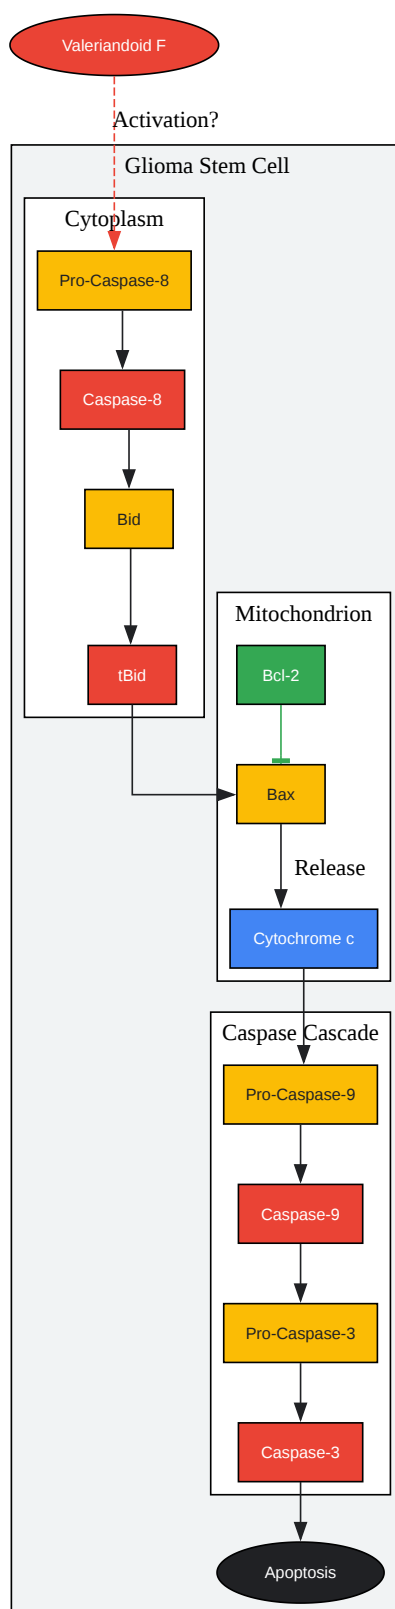 Valeriandoid F
Activation?
Glioma Stem Cell
Cytoplasm
Pro-Caspase-8
Caspase-8
Bid
tBid
Mitochondrion
Bcl-2
Bax
Release
Cytochrome c
Caspase Cascade
Pro-Caspase-9
Caspase-9
Pro-Caspase-3
Caspase-3
Apoptosis